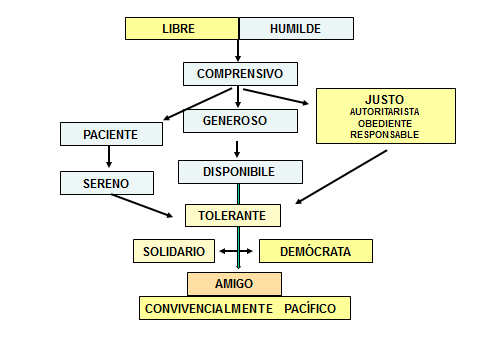 LIBRE HUMILDE
COMPRENSIVO
JUSTO
AUTORITARISTA
OBEDIENTE
RESPONSABLE
GENEROSO
PACIENTE
DISPONIBILE
SERENO
TOLERANTE
SOLIDARIO DEMÓCRATA
AMIGO
CONVIVENCIALMENTE PACÍFICO